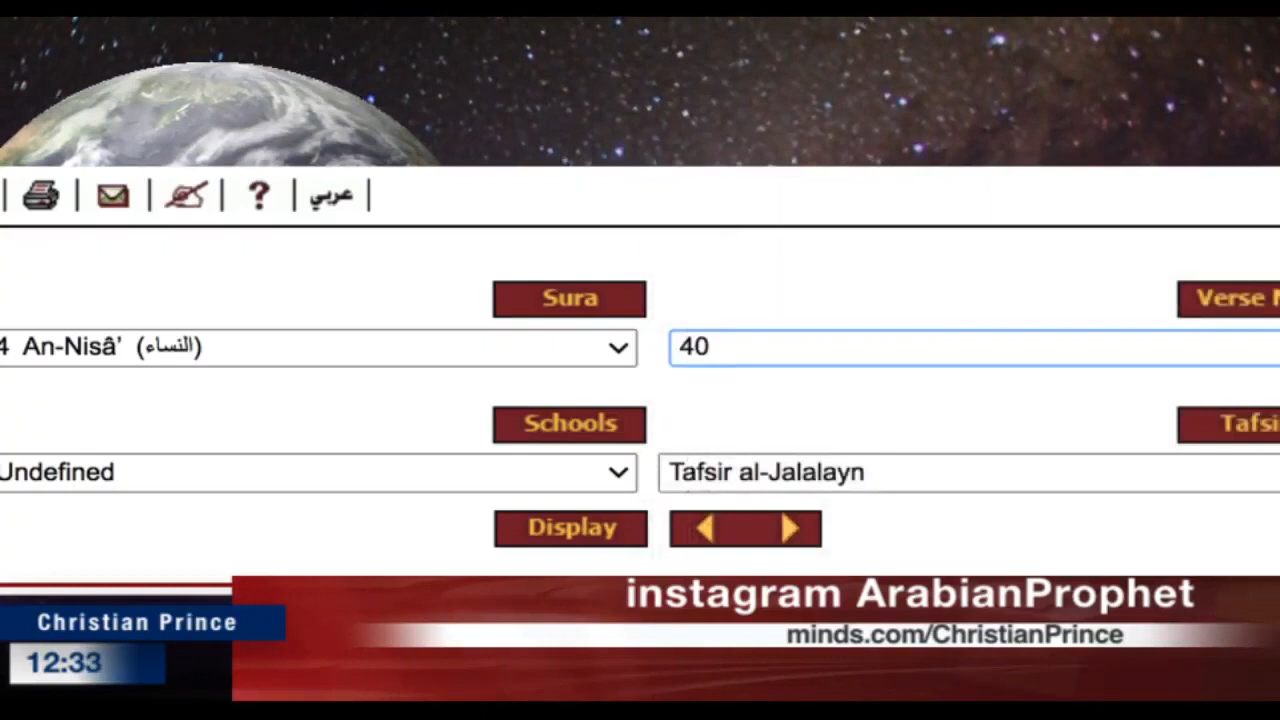 | | | ? | عربي |
Sura
Verse N
4 An-Nisâ’ (النساء)
40
Schools
Tafsi
Undefined
Tafsir al-Jalalayn
Display
instagram ArabianProphet
Christian Prince
minds.com/ChristianPrince
12:33